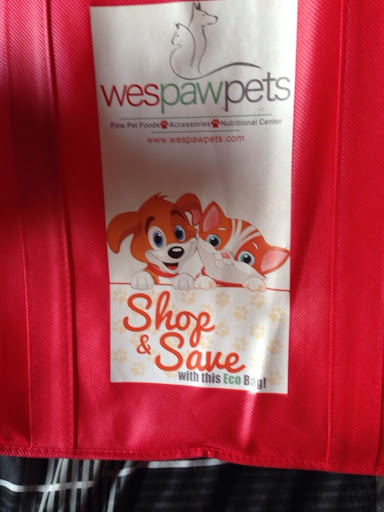 wespawpets
Fine Pet Foods Accessories Nutritional Center
www.wespawpets.com
Shop
& Save
with this Eco Bag!